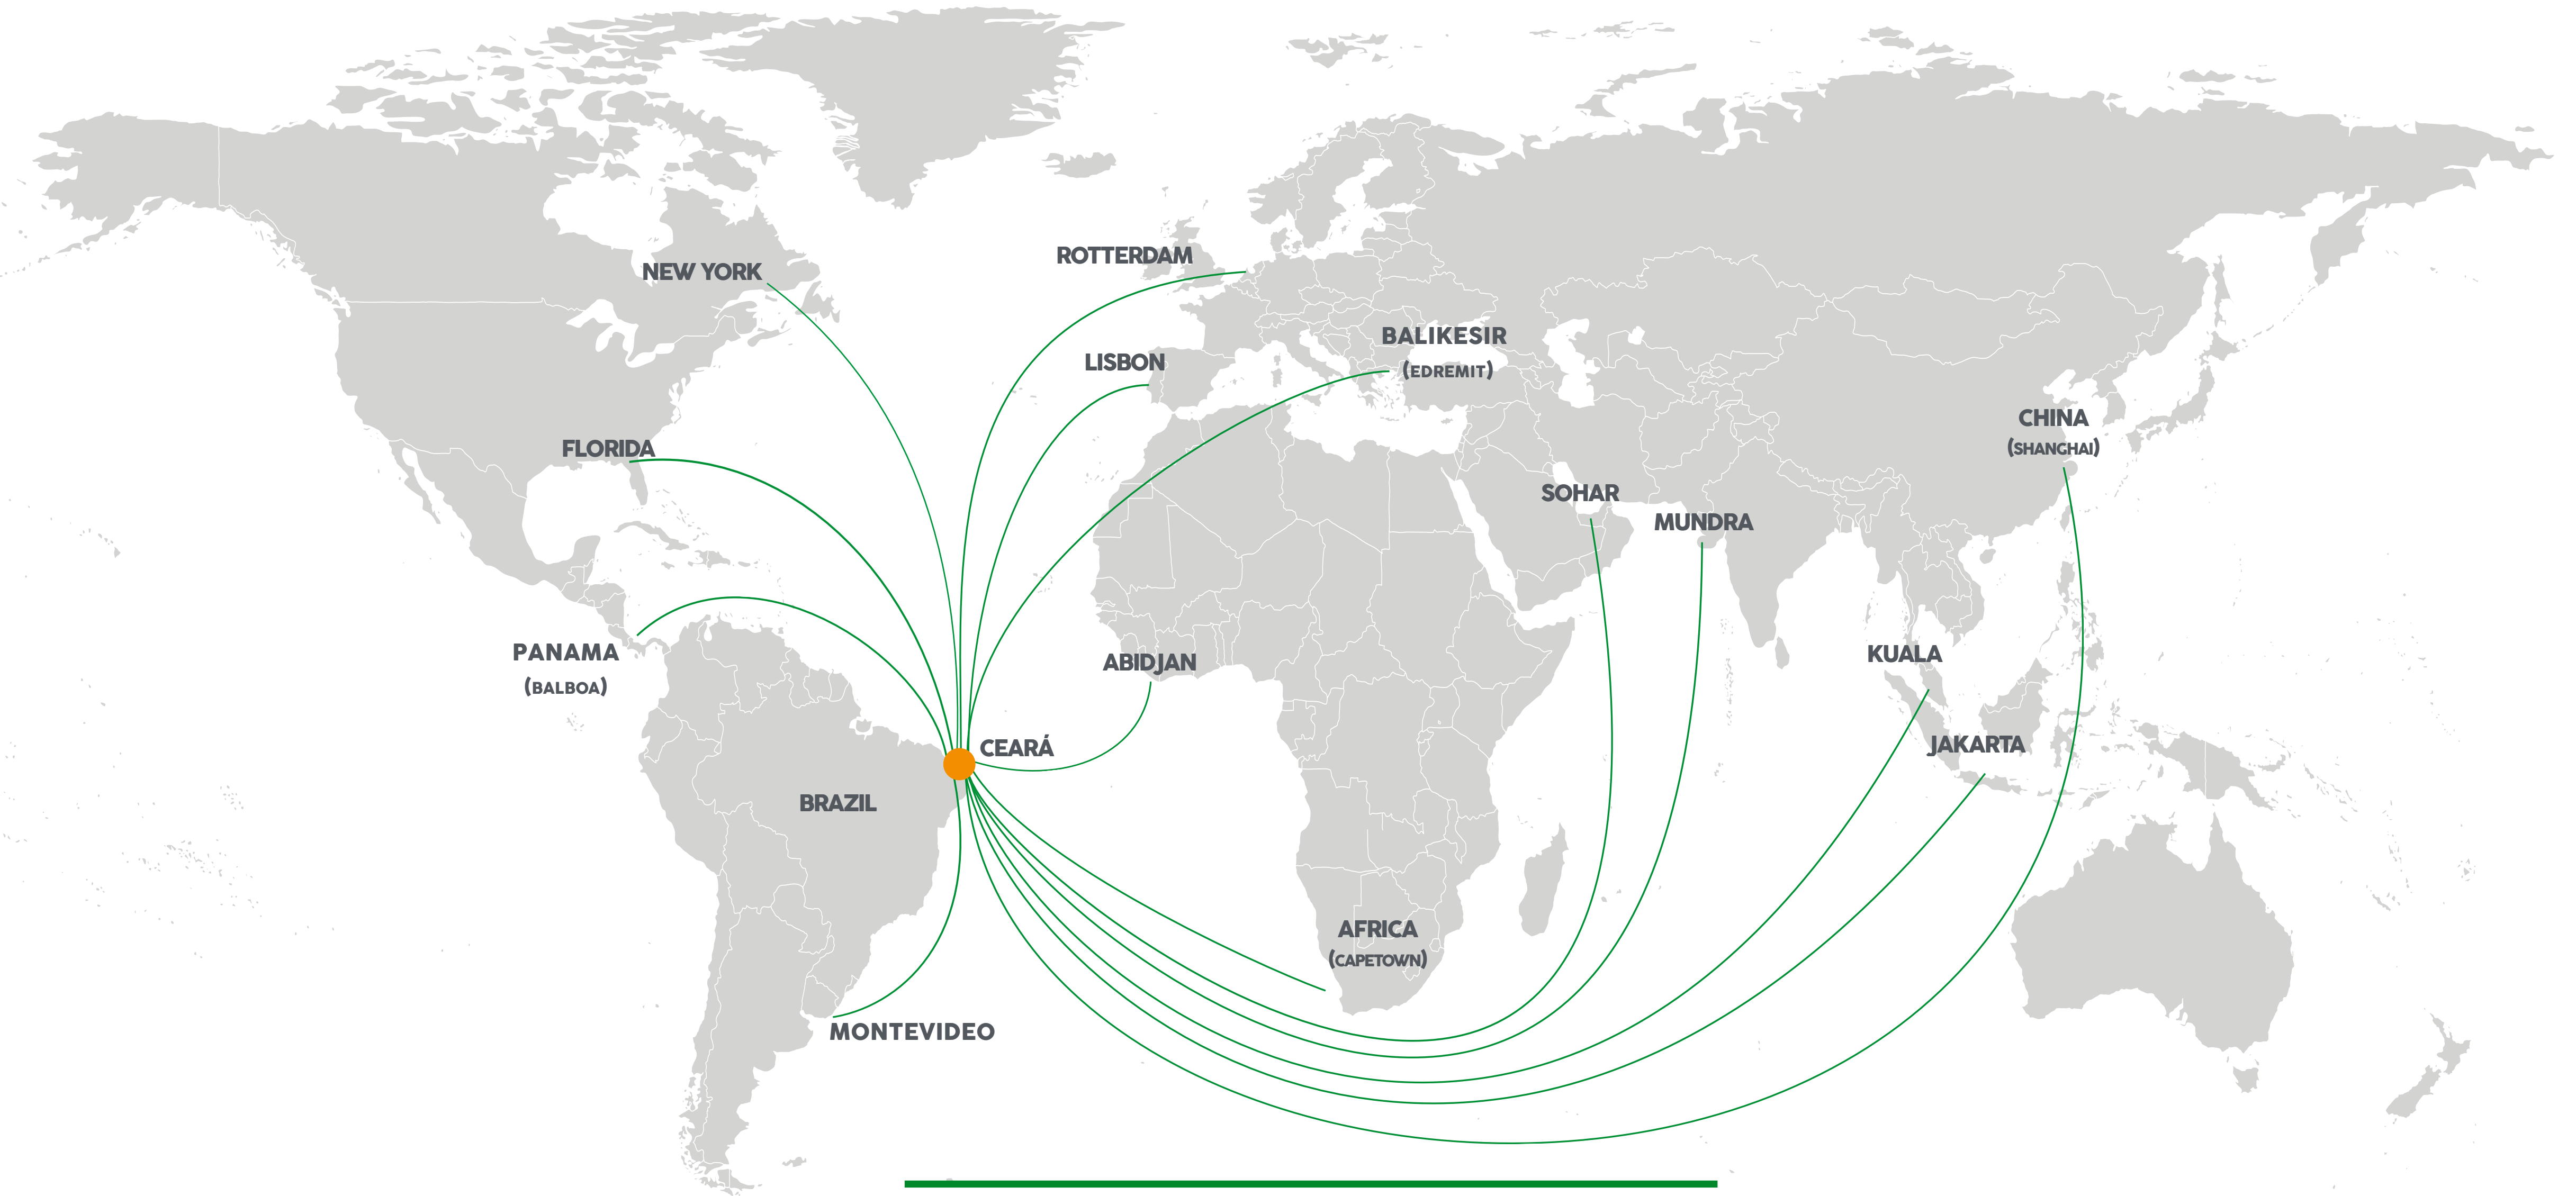 ROTTERDAM
NEW YORK
BALIKESIR
(EDREMIT)
LISBON
CHINA
(SHANGHAI)
FLORIDA
SOHAR
MUNDRA
PANAMA
(BALBOA)
ABIDJAN
KUALA
CEARÁ
JAKARTA
BRAZIL
AFRICA
(CAPETOWN)
MONTEVIDEO